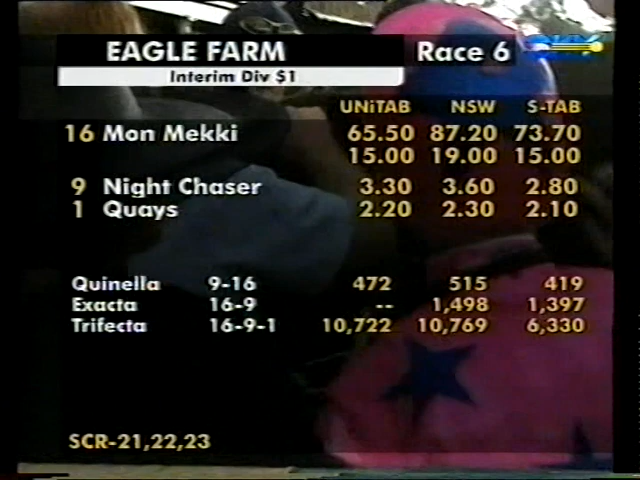 EAGLE FARM Race 6
Interim Div $1
UNiTAB NSW S-TAB
16 Mon Mekki 65.50 87.20 73.70
15.00 19.00 15.00
9 Night Chaser 3.30 3.60 2.80
1 Quays 2.20 2.30 2.10
Quinella 9-16 472 515 419
Exacta 16-9 -- 1,498 1,397
Trifecta 16-9-1 10,722 10,769 6,330
SCR-21,22,23